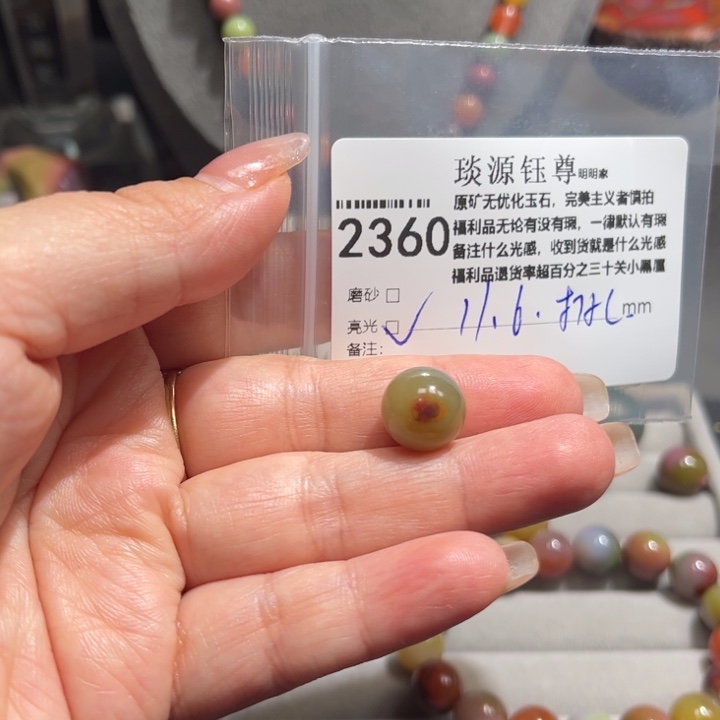 琰源钰尊明明家
原矿无优化玉石，完美主义者慎拍
福利品无论有没有瑕，一律默认有瑕
备注什么光感，收到货就是什么光感
福利品退货率超百分之三十关小黑屋
2360
磨砂 □
亮光 □ ✓ 11.6. mm
备注: